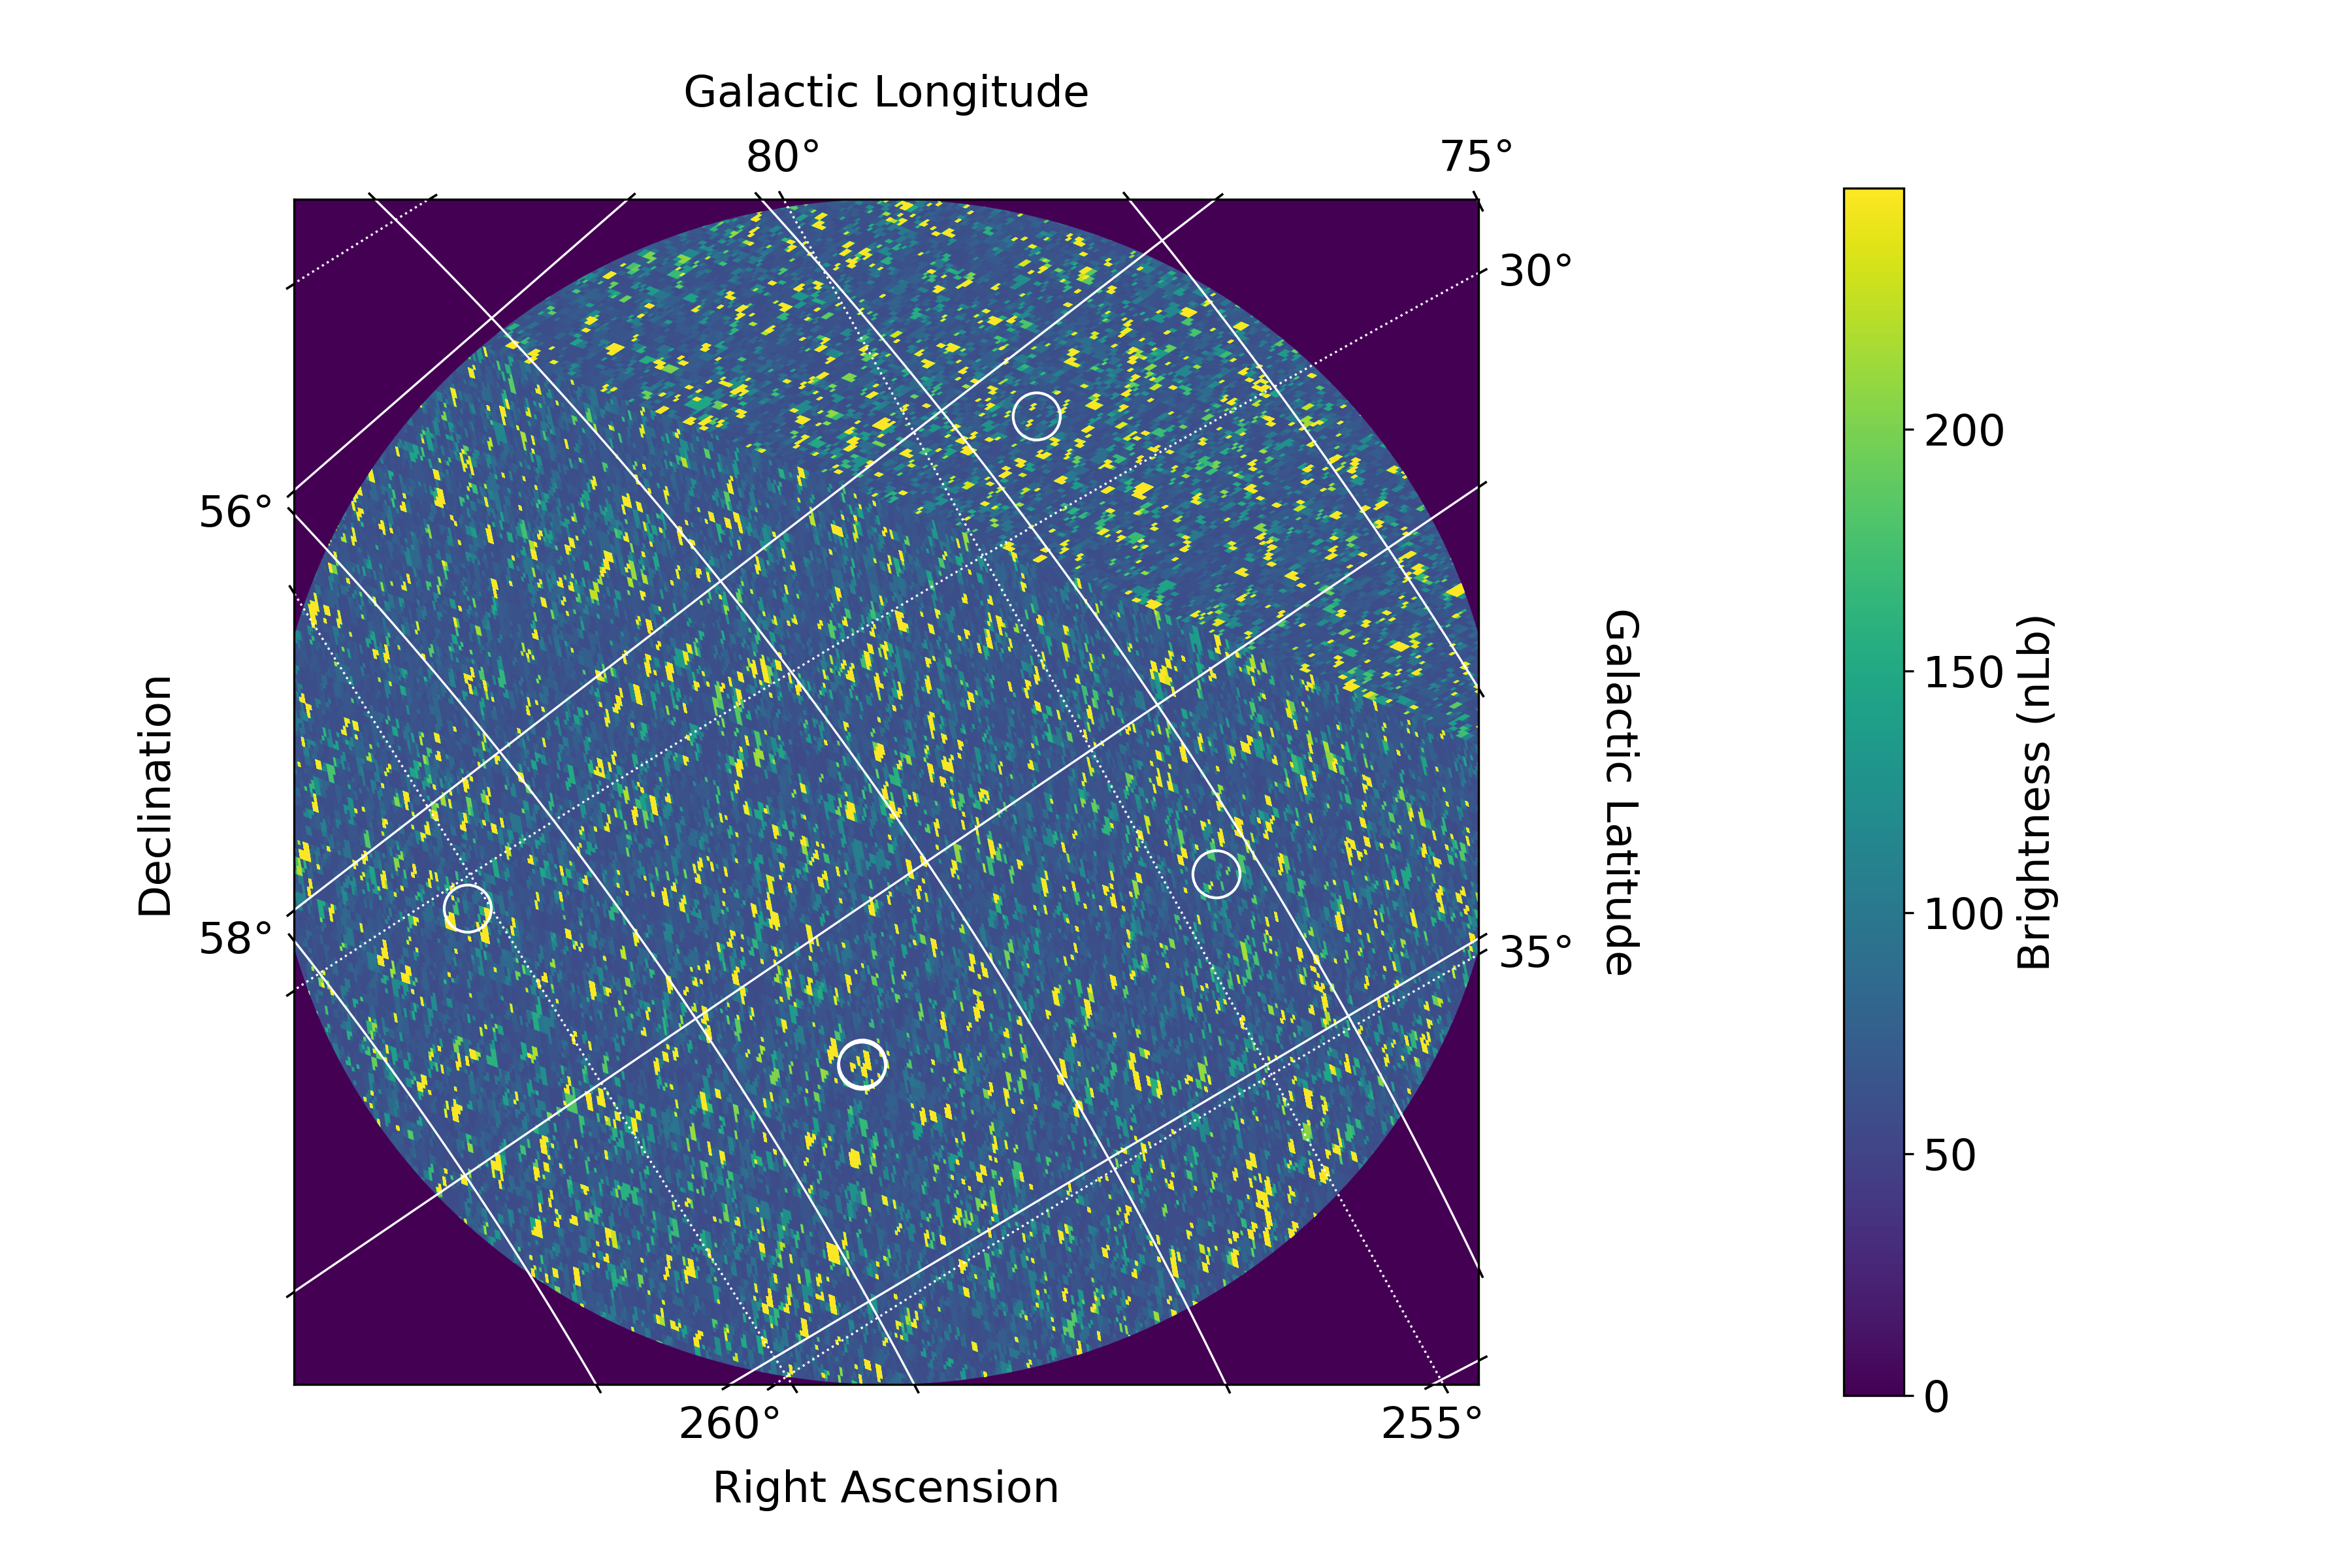 Galactic Longitude
80°
75°
30°
56°
200
150
Galactic Latitude
Brightness (nLb)
Declination
100
58°
35°
50
0
260°
255°
Right Ascension